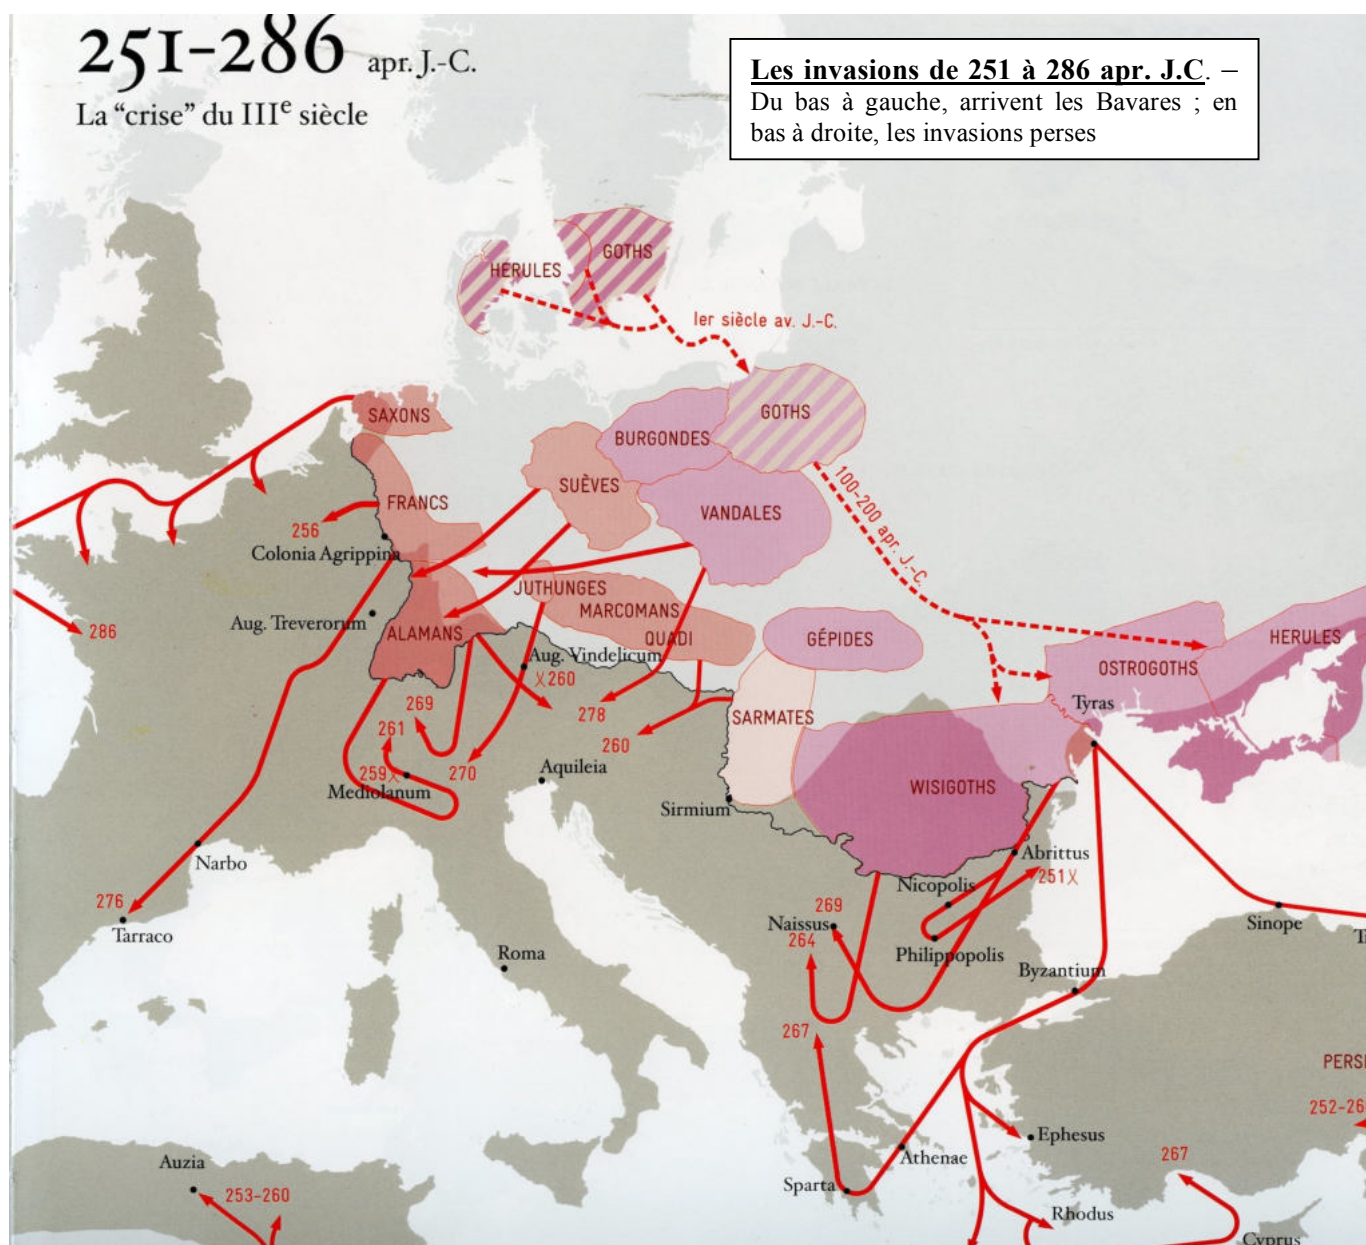 251-286 apr. J.-C.
La “crise” du IIIe siècle
Les invasions de 251 à 286 apr. J.C. –
Du bas à gauche, arrivent les Bavares ; en
bas à droite, les invasions perses
GOTHS
HERULES
Ier siècle av. J.-C.
SAXONS
GOTHS
BURGONDES
SUÈVES
FRANCS
VANDALES
100-200 apr. J.-C.
256
Colonia Agrippina
JUTHUNGES
MARCOMANS
Aug. Treverorum
ALAMANS
QUADI
GÉPIDES
HERULES
286
Aug. Vindelicum
OSTROGOTHS
260
269
278
Tyras
SARMATES
261
260
259
270
Aquileia
Mediolanum
WISIGOTHS
Sirmium
Narbo
Abrittus
251
Nicopolis
276
269
Tarraco
Naissus
Sinope
264
Philippopolis
Roma
Byzantium
267
PERS
252-26
Ephesus
Athenae
267
Auzia
Sparta
253-260
Rhodus
Cyprus